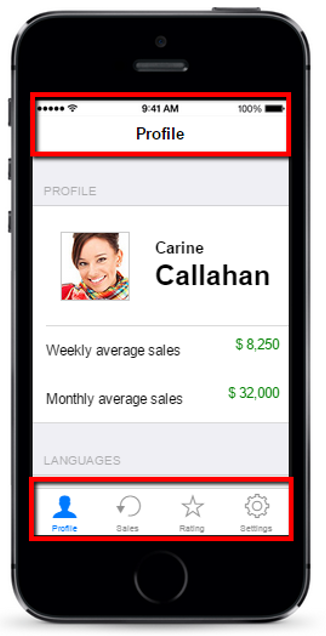 9:41 AM 100%
Profile
PROFILE
Carine
Callahan
Weekly average sales $ 8,250
Monthly average sales $ 32,000
LANGUAGES
Profile Sales Rating Settings